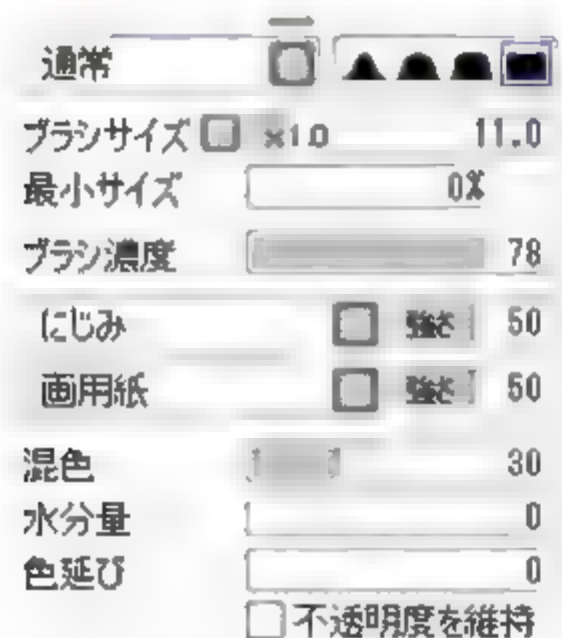 通常
ブラシサイズ ×1.0 11.0
最小サイズ 0%
ブラシ濃度 78
にじみ 強さ 50
画用紙 強さ 50
混色 30
水分量 0
色延び 0
不透明度を維持